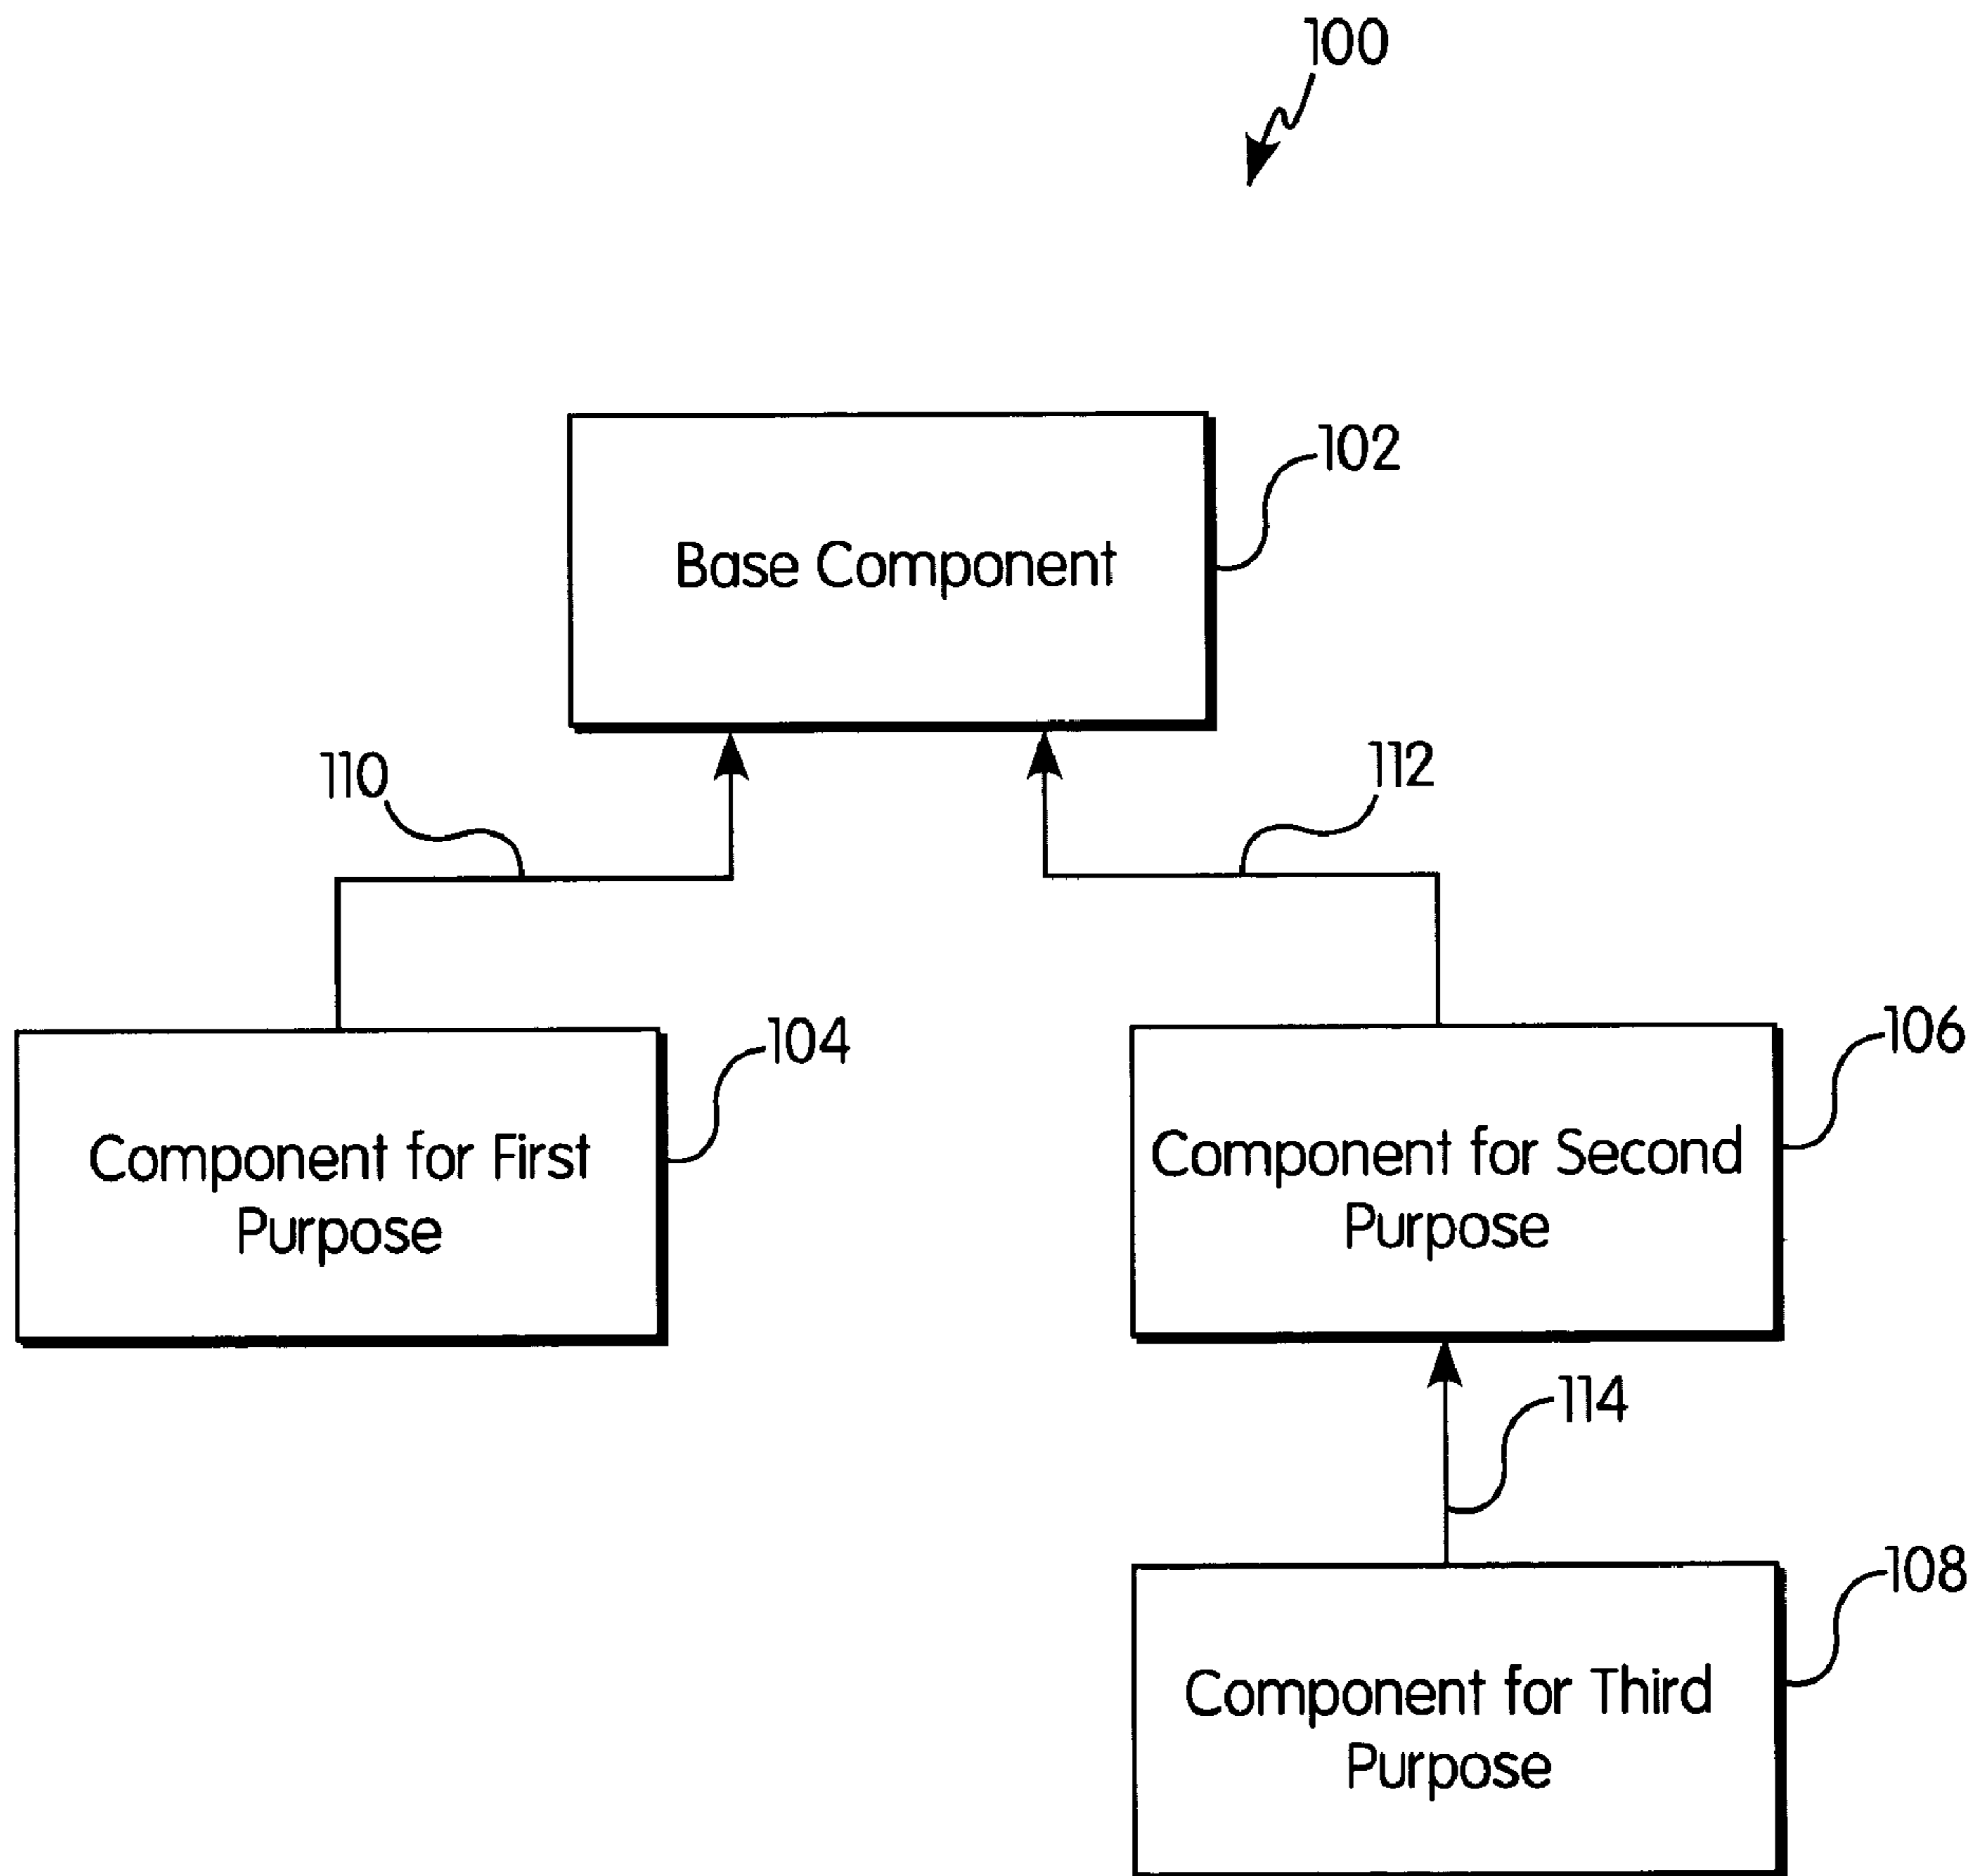 100
Base Component
102
110
112
Component for First
Purpose
104
Component for Second
Purpose
106
114
Component for Third
Purpose
108